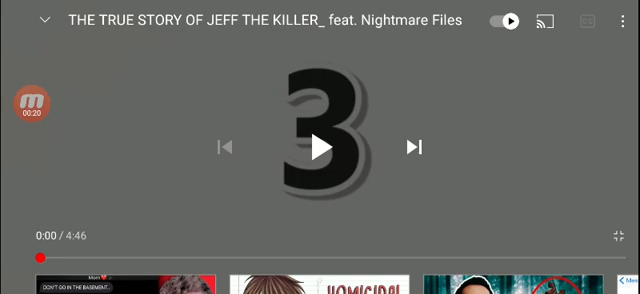 THE TRUE STORY OF JEFF THE KILLER_ feat. Nightmare Files
CC
00:20
3
0:00 / 4:46
Mom
DON'T GO IN THE BASEMENT..
HOMICIDAL